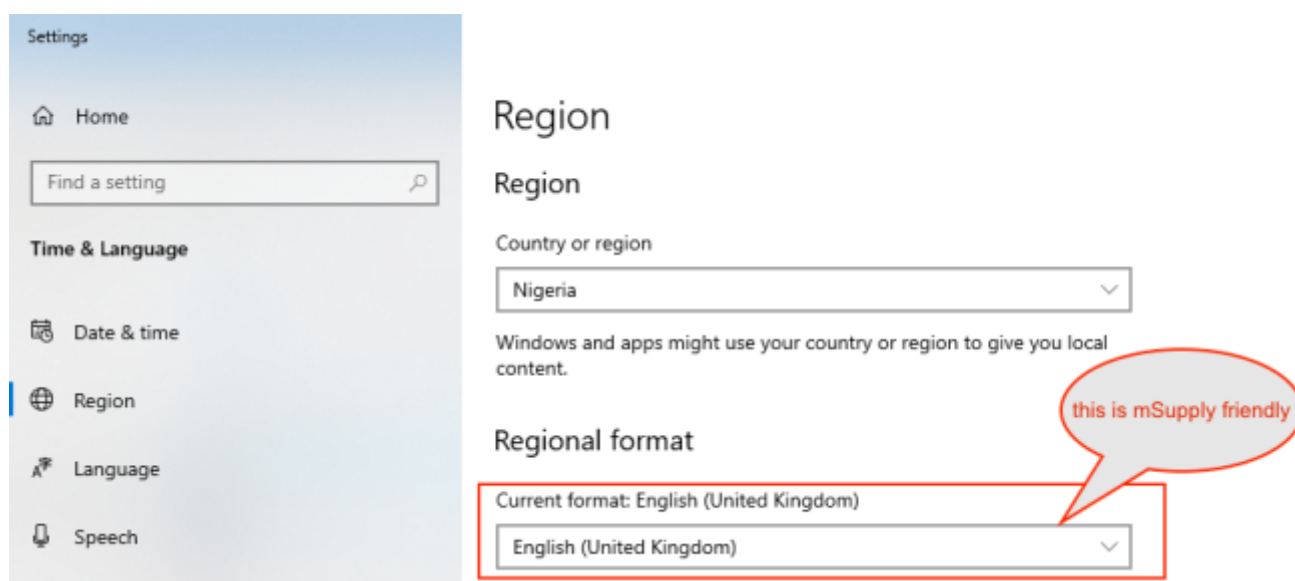 Settings
Home
Find a setting
Time & Language
Date & time
Region
Language
Speech
Region
Region
Country or region
Nigeria
Windows and apps might use your country or region to give you local
content.
this is mSupply friendly
Regional format
Current format: English (United Kingdom)
English (United Kingdom)